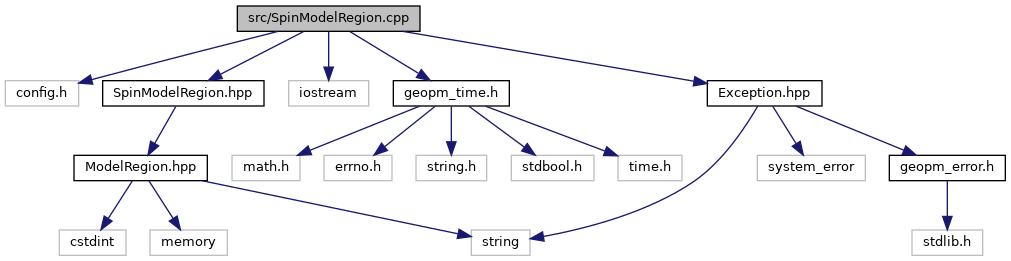 src/SpinModelRegion.cpp
config.h
SpinModelRegion.hpp
iostream
geopm_time.h
Exception.hpp
ModelRegion.hpp
math.h
errno.h
string.h
stdbool.h
time.h
system_error
geopm_error.h
cstdint
memory
string
stdlib.h